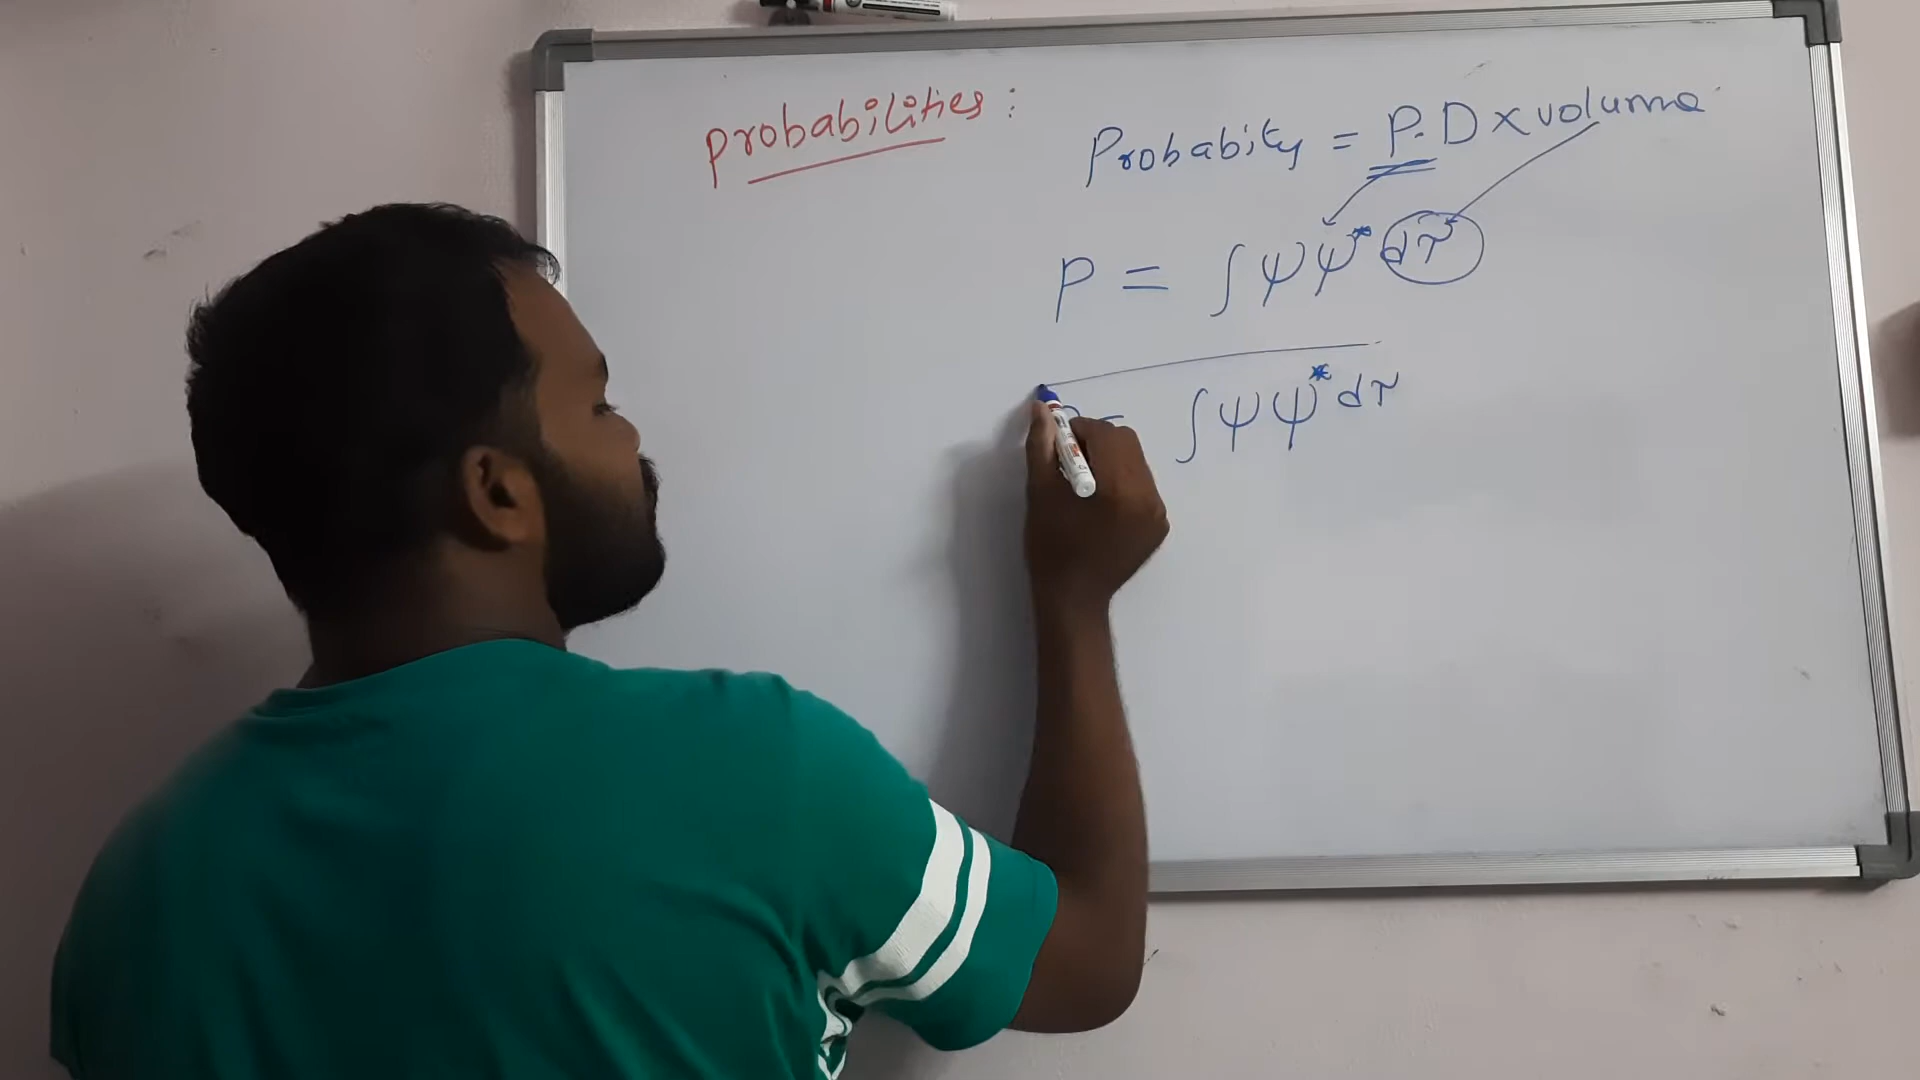 Probabilities :
Probabity = P.D x volume
P = ∫ψψ* dτ
= ∫ψψ* dτ